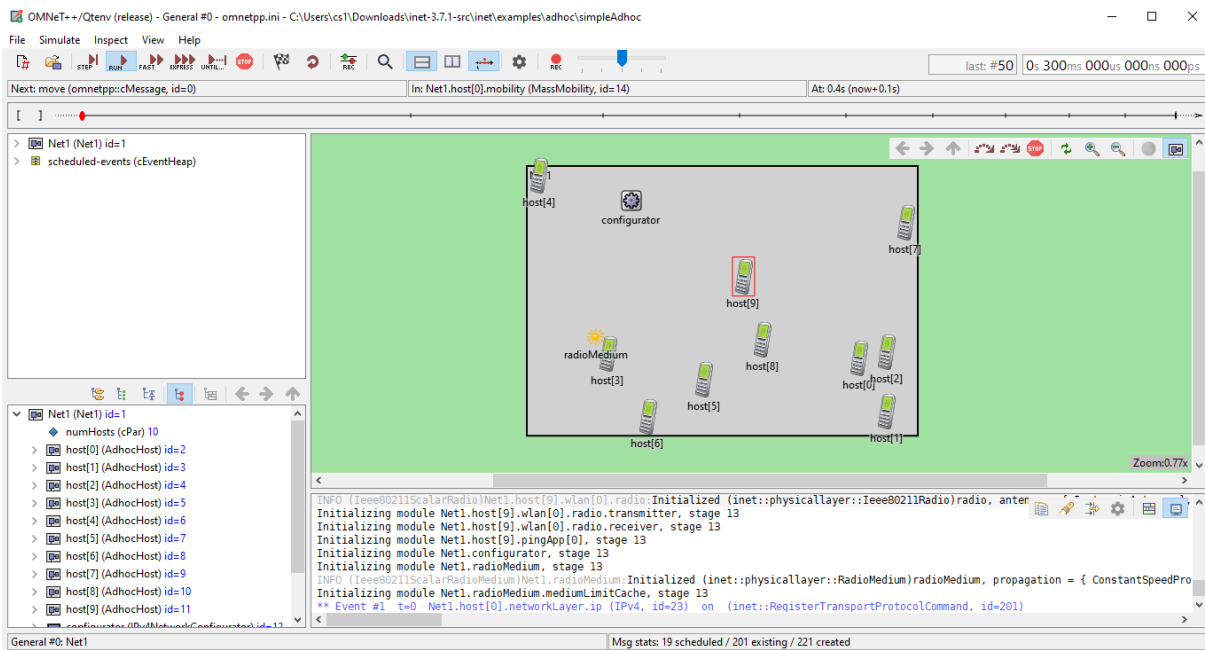 OMNeT++/Qtenv (release) - General #0 - omnetpp.ini - C:\Users\cs1\Downloads\inet-3.7.1-src\inet\examples\adhoc\simpleAdhoc
File Simulate Inspect View Help
STEP RUN FAST EXPRESS UNTIL... STOP REC REC last: #50 0s 300ms 000us 000ns 000ps
Next: move (omnetpp::cMessage, id=0) In: Net1.host[0].mobility (MassMobility, id=14) At: 0.4s (now+0.1s)
[ ]
Net1 (Net1) id=1
scheduled-events (cEventHeap)
STOP
host[4]
configurator
host[7]
host[9]
radioMedium
host[3]
host[8]
host[0]
host[2]
host[5]
host[6]
host[1]
Zoom:0.77x
Net1 (Net1) id=1
numHosts (cPar) 10
host[0] (AdhocHost) id=2
host[1] (AdhocHost) id=3
host[2] (AdhocHost) id=4
host[3] (AdhocHost) id=5
host[4] (AdhocHost) id=6
host[5] (AdhocHost) id=7
host[6] (AdhocHost) id=8
host[7] (AdhocHost) id=9
host[8] (AdhocHost) id=10
host[9] (AdhocHost) id=11
configurator (IPv4NetworkConfigurator) id=12
INFO (Ieee80211ScalarRadio)Net1.host[9].wlan[0].radio:Initialized (inet::physicallayer::Ieee80211Radio)radio,
Initializing module Net1.host[9].wlan[0].radio.transmitter, stage 13
Initializing module Net1.host[9].wlan[0].radio.receiver, stage 13
Initializing module Net1.host[9].pingApp[0], stage 13
Initializing module Net1.configurator, stage 13
Initializing module Net1.radioMedium, stage 13
INFO (Ieee80211ScalarRadioMedium)Net1.radioMedium:Initialized (inet::physicallayer::RadioMedium)radioMedium, propagation = { ConstantSpeedPro
Initializing module Net1.radioMedium.mediumLimitCache, stage 13
** Event #1 t=0 Net1.host[0].networkLayer.ip (IPv4, id=23) on (inet::RegisterTransportProtocolCommand, id=201)
General #0: Net1 Msg stats: 19 scheduled / 201 existing / 221 created